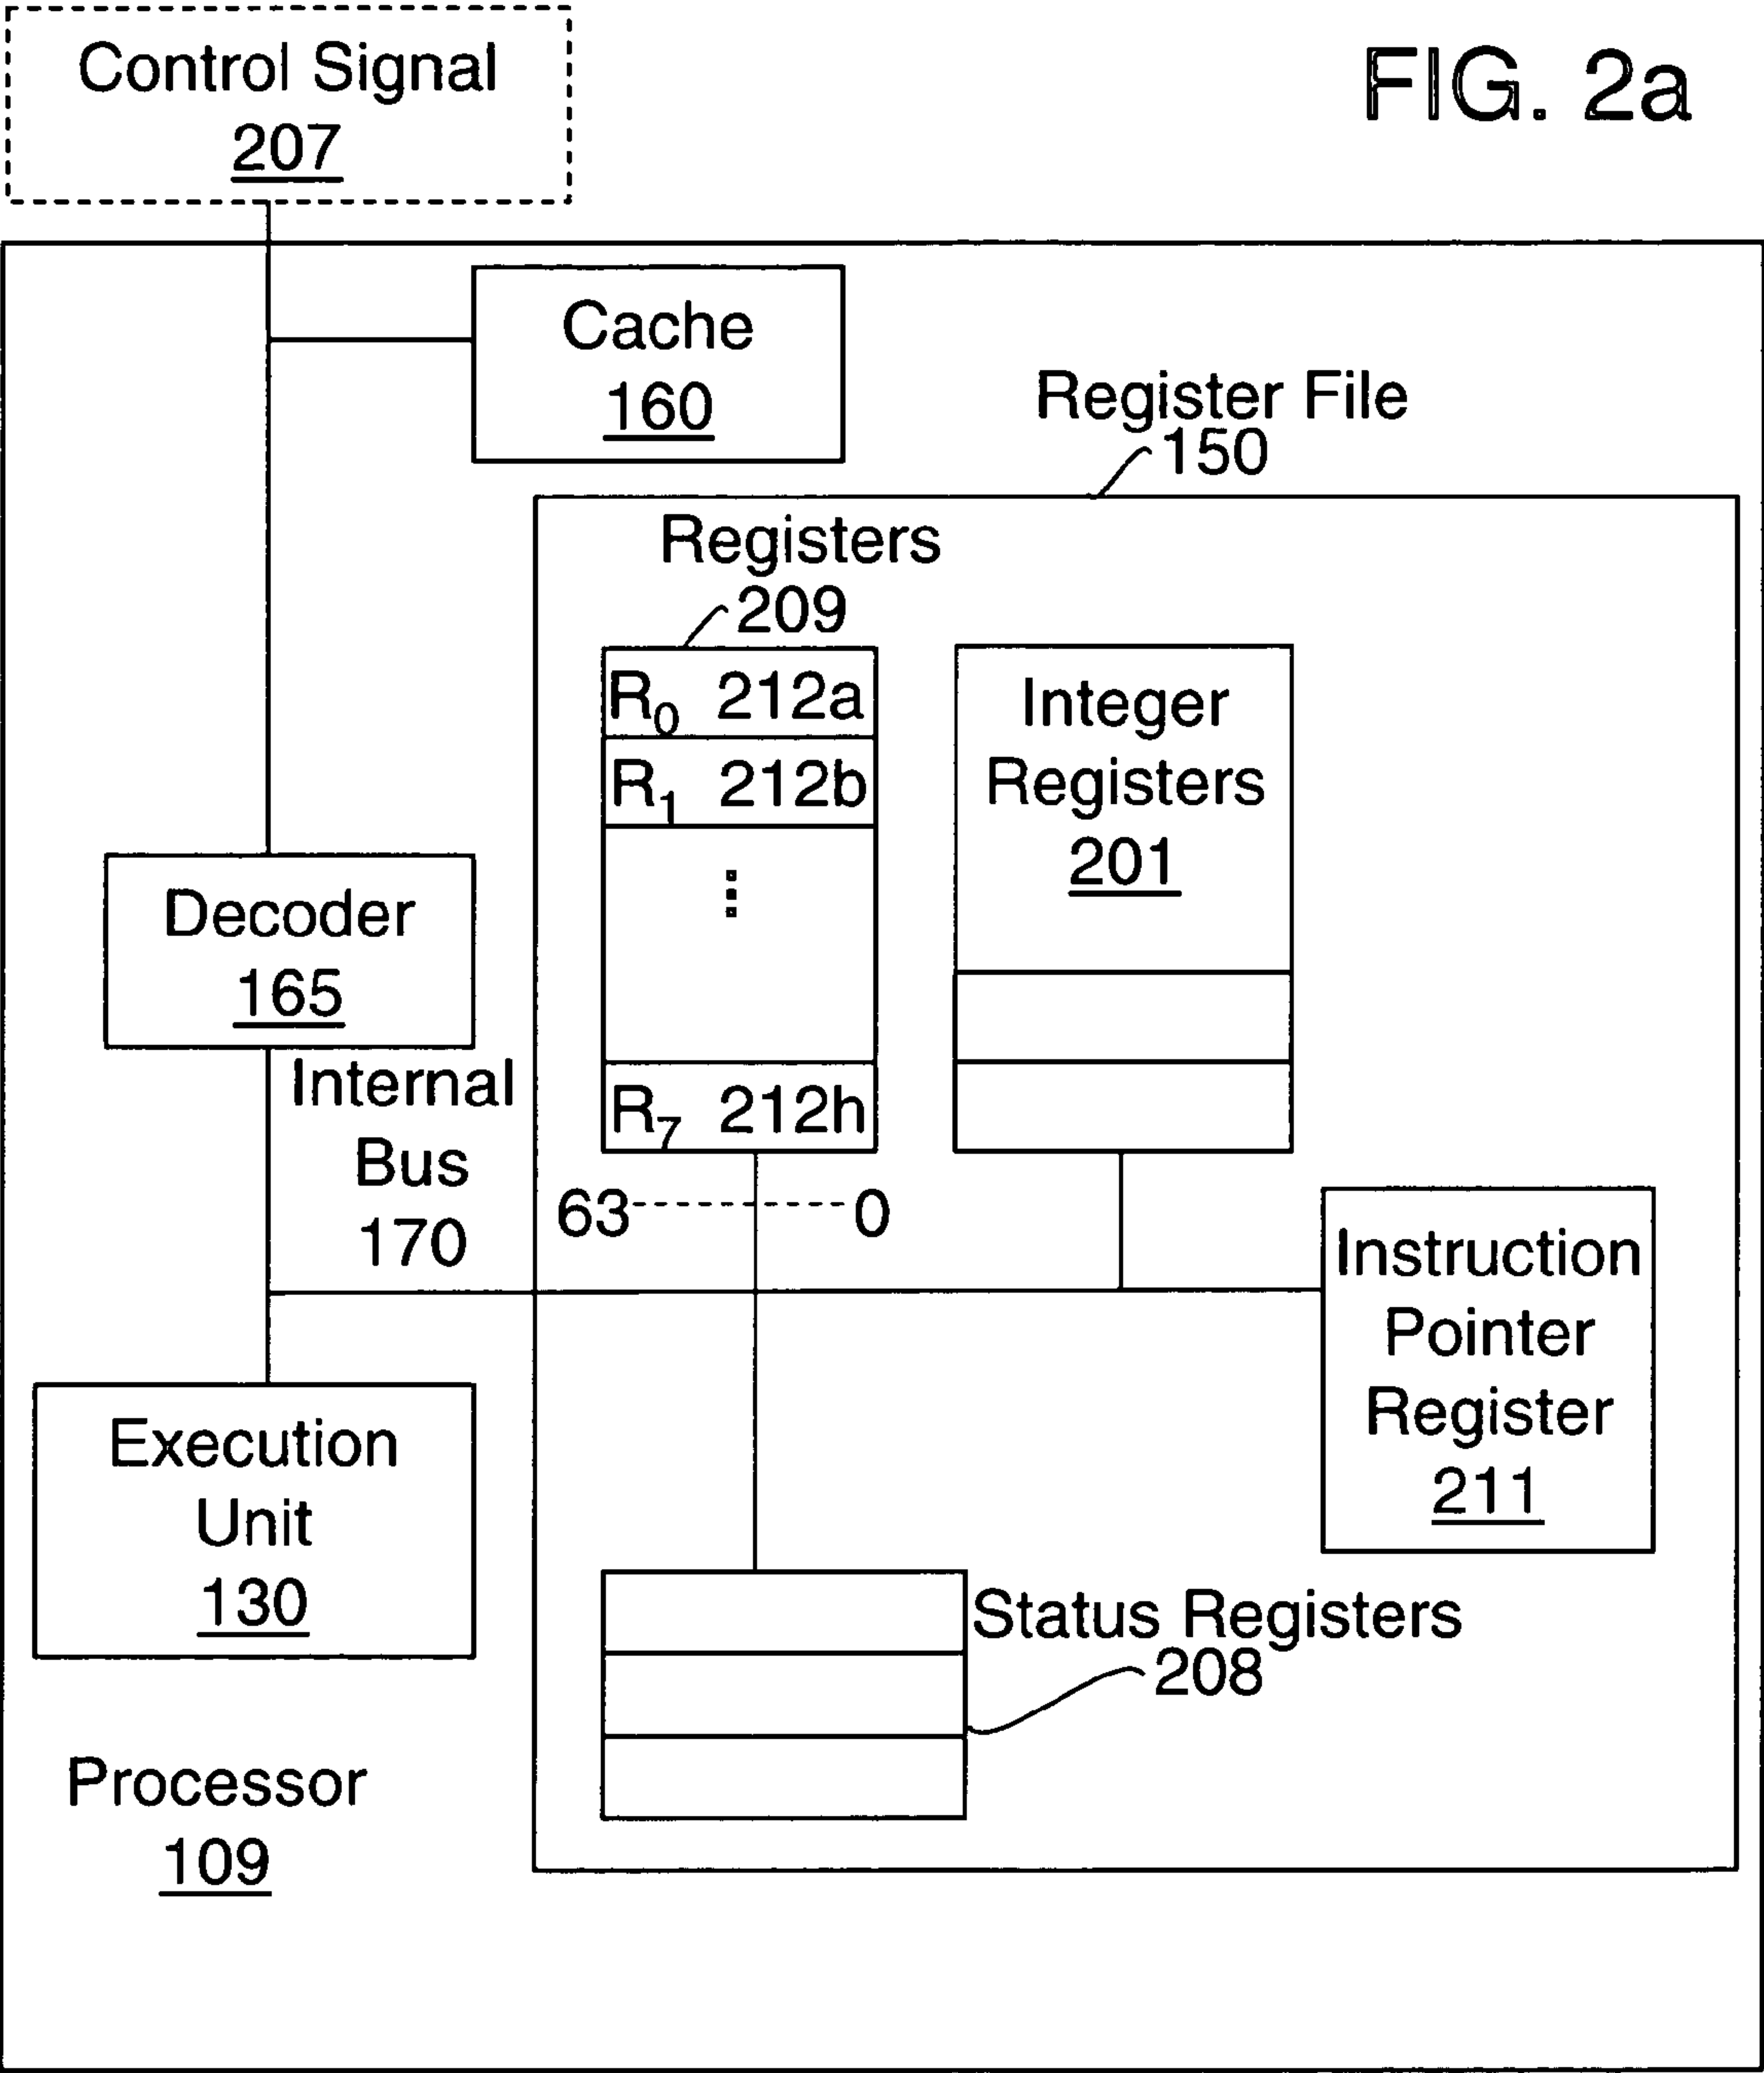 FIG. 2a
Control Signal
207
Cache
160
Register File
150
Registers
209
R0 212a
R1 212b
⋮
R7 212h
63 0
Integer
Registers
201
Decoder
165
Internal
Bus
170
Instruction
Pointer
Register
211
Execution
Unit
130
Status Registers
208
Processor
109